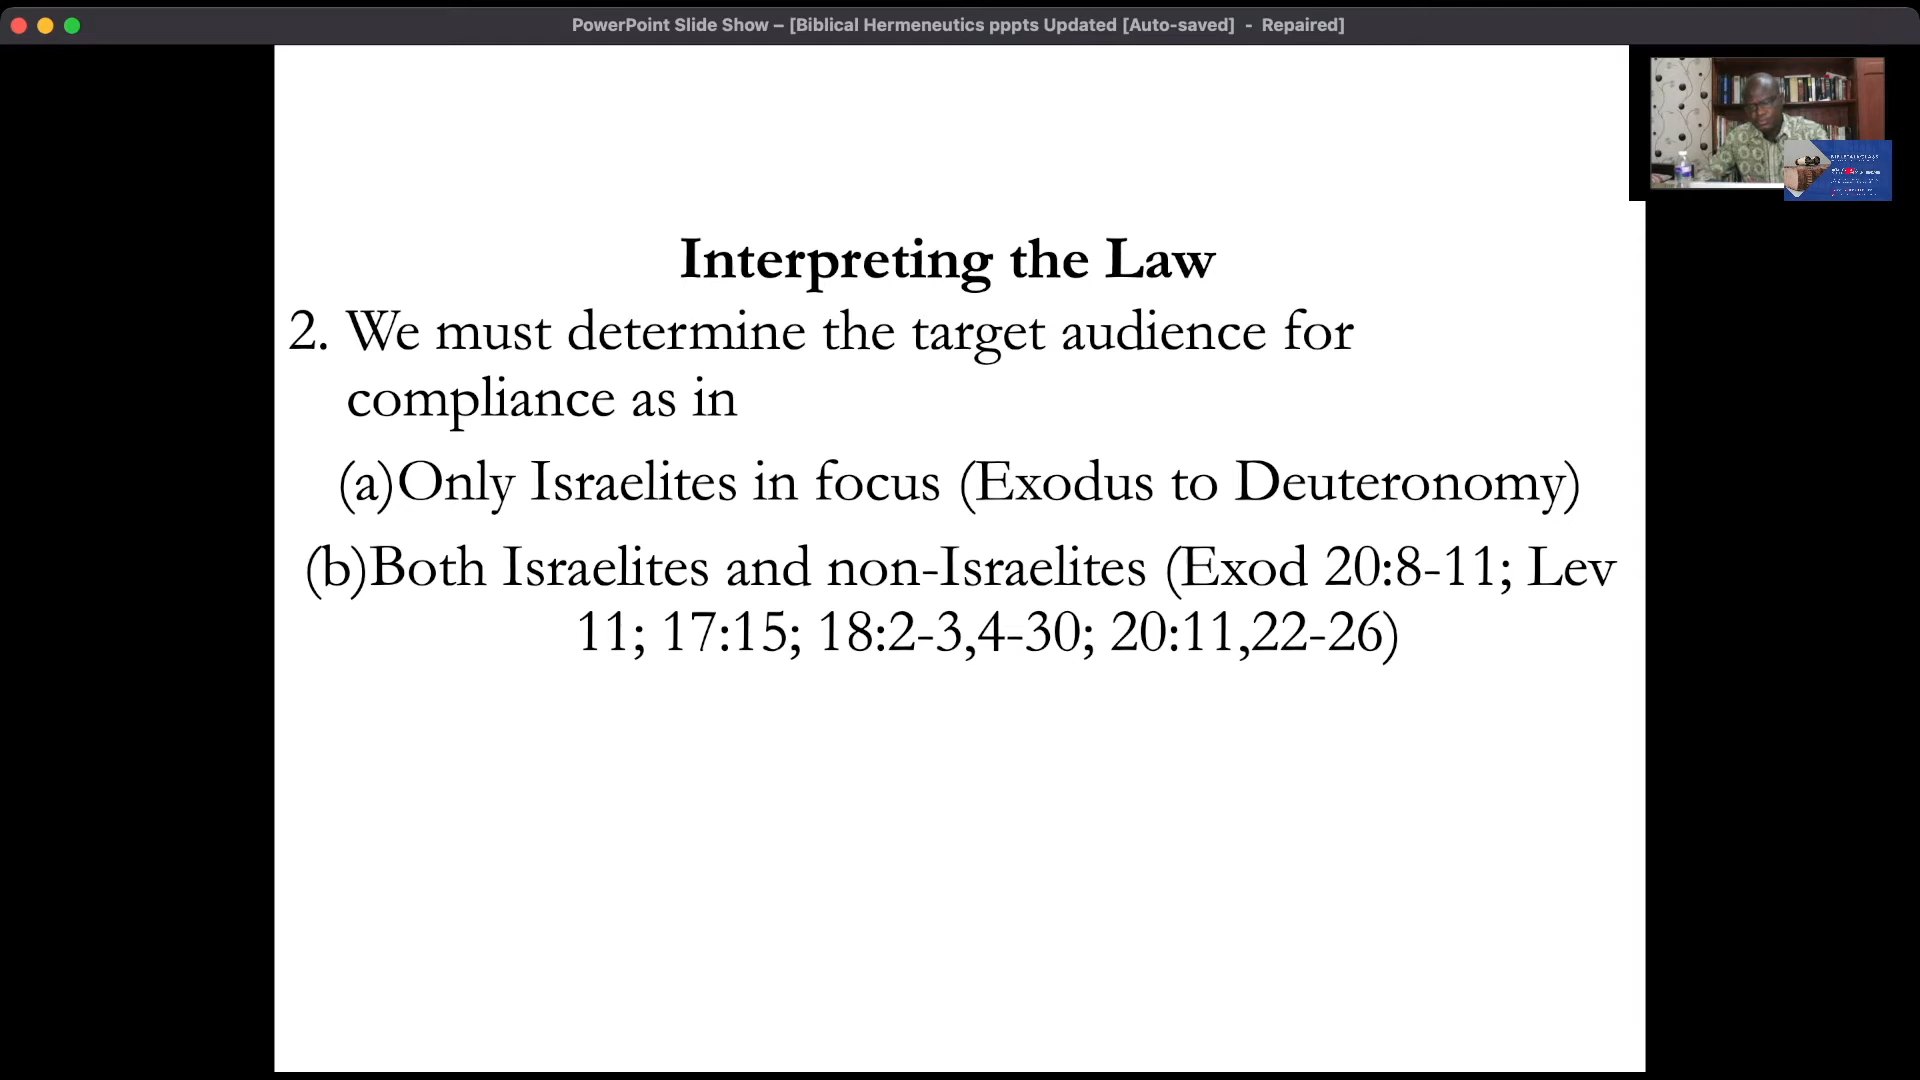 PowerPoint Slide Show – [Biblical Hermeneutics pppts Updated [Auto-saved] - Repaired]
Interpreting the Law
2. We must determine the target audience for
compliance as in
(a)Only Israelites in focus (Exodus to Deuteronomy)
(b)Both Israelites and non-Israelites (Exod 20:8-11; Lev
11; 17:15; 18:2-3,4-30; 20:11,22-26)